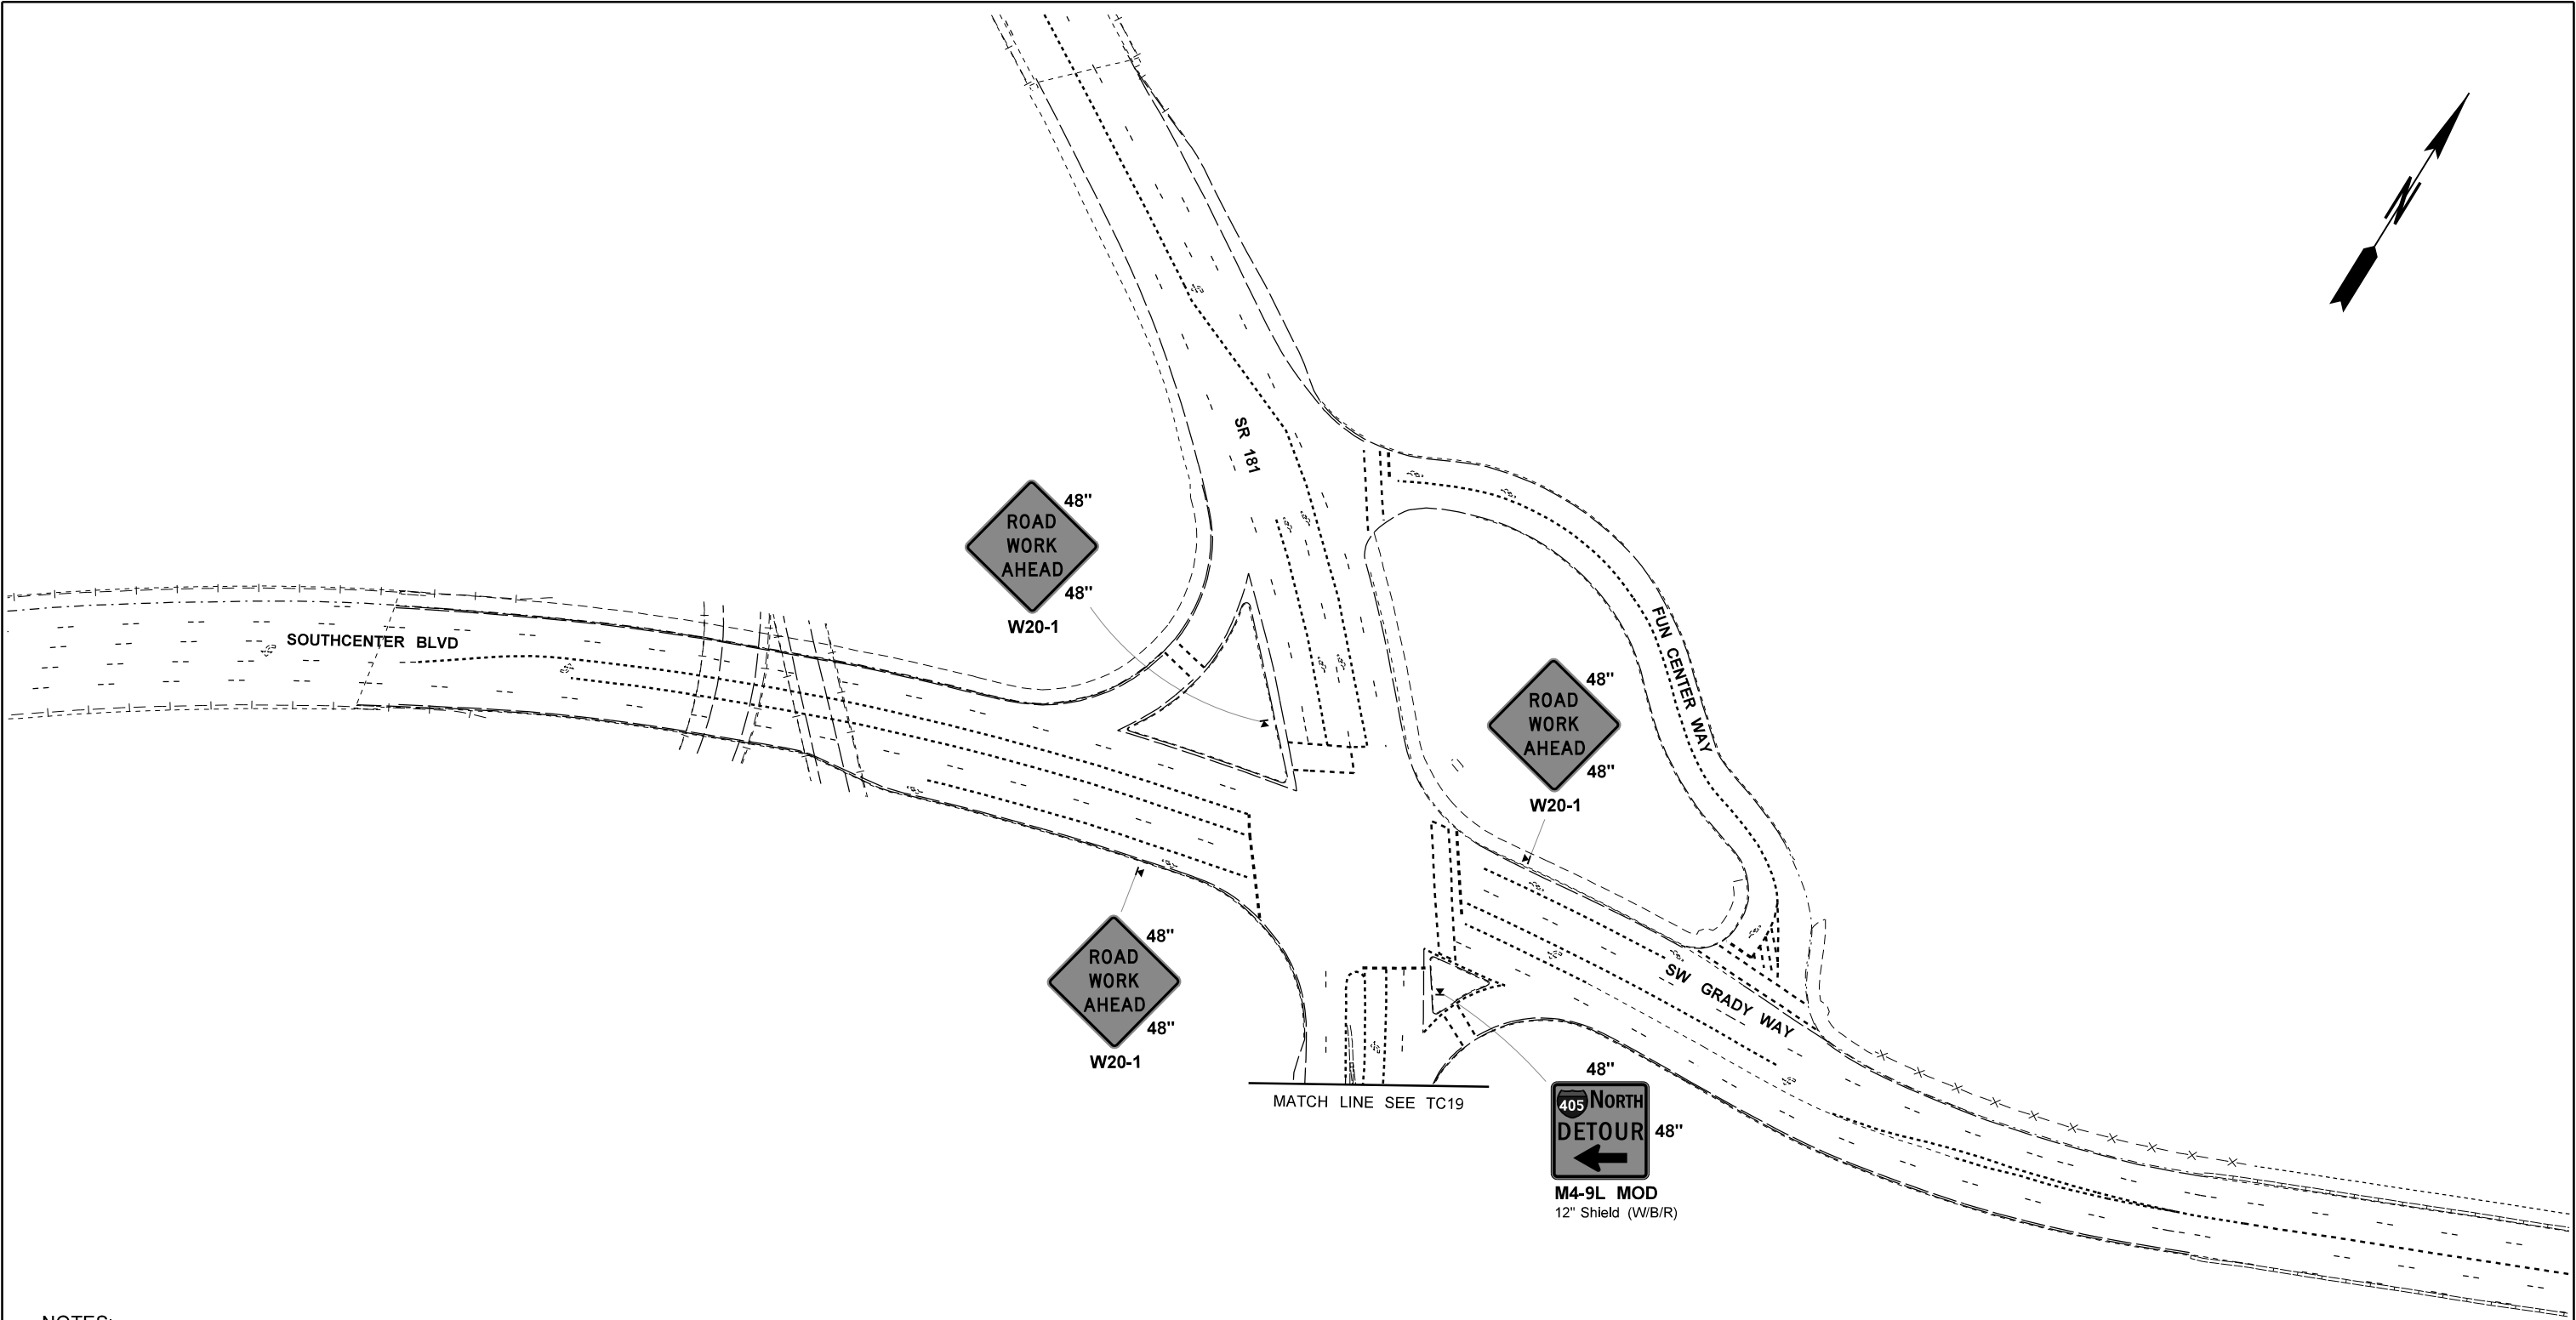 N
SR 181
ROAD
WORK
AHEAD
48"
48"
W20-1
SOUTHCENTER BLVD
FUN CENTER WAY
ROAD
WORK
AHEAD
48"
48"
W20-1
ROAD
WORK
AHEAD
48"
48"
W20-1
SW GRADY WAY
MATCH LINE SEE TC19
48"
405 NORTH
DETOUR
48"
M4-9L MOD
12" Shield (W/B/R)
NOTES: